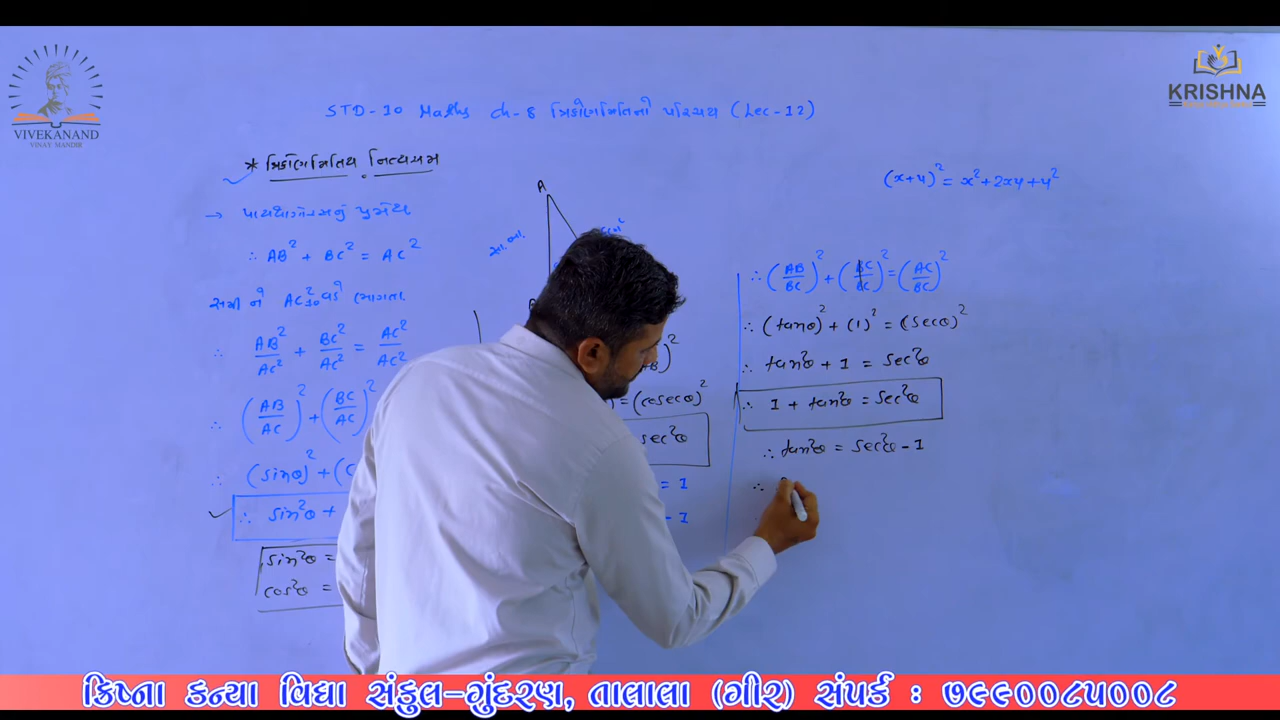 VIVEKANAND
VINAY MANDIR
KRISHNA
STD-10 Maths Ch-8 ત્રિકોણમિતિનો પરિચય (Lec-12)
* ત્રિકોણમિતિય નિત્યસમ
→ પાયથાગોરસનું પ્રમેય
∴ AB² + BC² = AC²
AC² વડે ભાગતા.
∴ AB²/AC² + BC²/AC² = AC²/AC²
∴ (AB/AC)² + (BC/AC)²
∴ (sinθ)² + (c
∴ sin²θ +
sin²θ =
cos²θ =
A
સા.બા.
)² = (cosecθ)²
sec²θ
= 1
- 1
(x+y)² = x²+2xy+y²
∴ (AB/BC)² + (BC/BC)² = (AC/BC)²
∴ (tanθ)² + (1)² = (secθ)²
∴ tan²θ + 1 = sec²θ
∴ 1 + tan²θ = sec²θ
∴ tan²θ = sec²θ - 1
∴
ક્રિષ્ના કન્યા વિદ્યા સંકુલ-ગુંદરણ, તાલાલા (ગીર) સંપર્ક : ૭૯૯૦૦૮૫૦૦૮